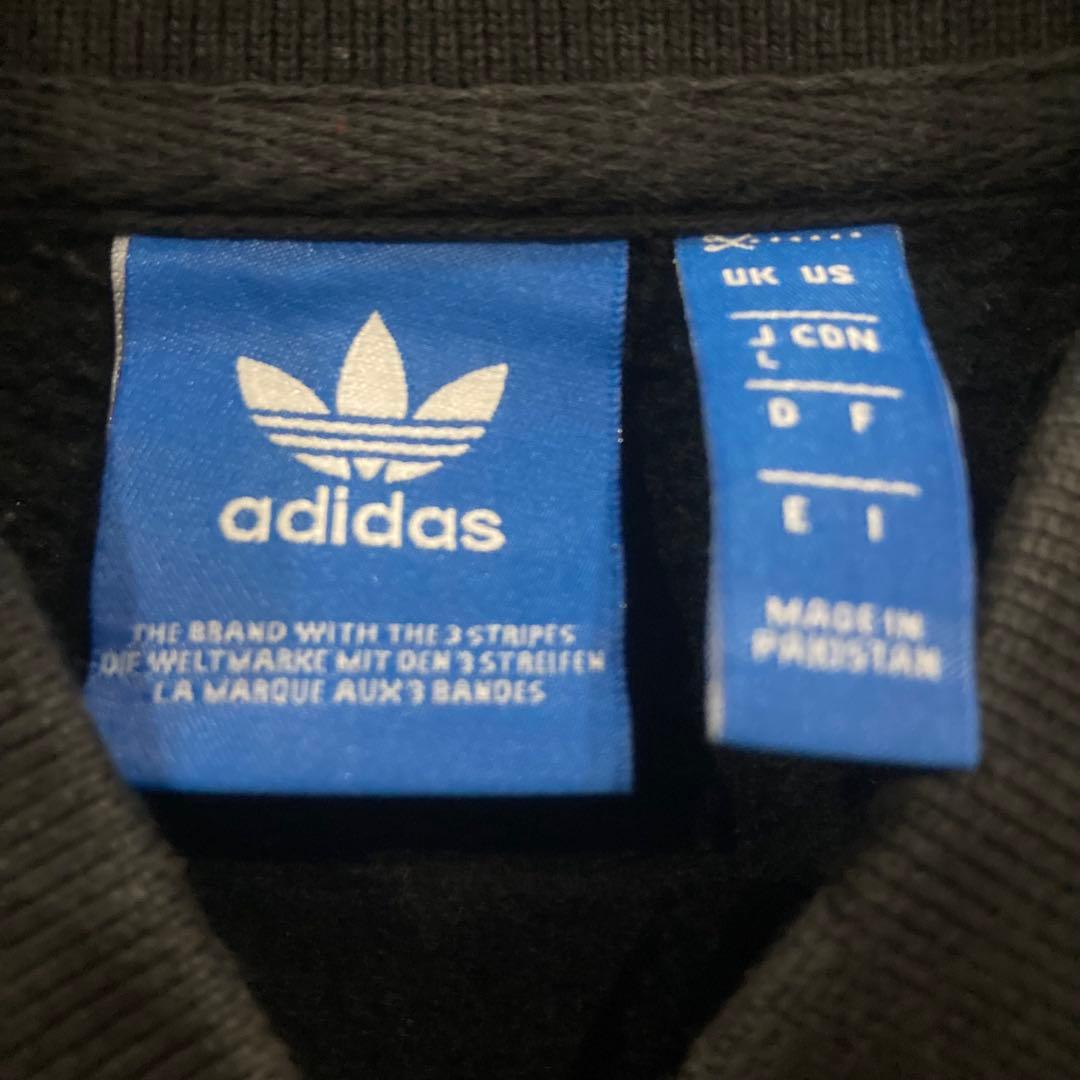 adidas
THE BRAND WITH THE 3 STRIPES
DIE WELTMARKE MIT DEN 3 STREIFEN
LA MARQUE AUX 3 BANDES
UK US
J CDN
L
D F
E I
MADE IN
PAKISTAN